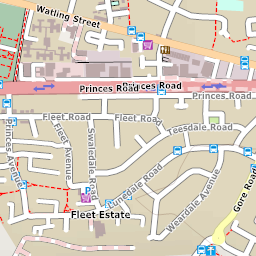 Watling Street
Princes Road
Princes Road
Princes Road
Fleet Road
Fleet Road
Teesdale Road
Princes Avenue
Fleet Avenue
Swaledale Road
Dunesdale Road
Weardale Avenue
Gore Road
Fleet Estate